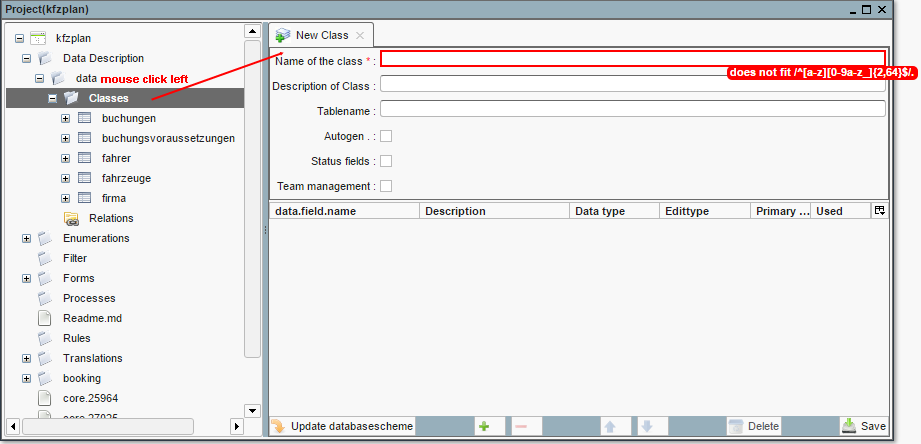 Project(kfzplan)
kfzplan
Data Description
data mouse click left
Classes
buchungen
buchungsvoraussetzungen
fahrer
fahrzeuge
firma
Relations
Enumerations
Filter
Forms
Processes
Readme.md
Rules
Translations
booking
core.25964
New Class
Name of the class * :
does not fit /^[a-z][0-9a-z_]{2,64}$/.
Description of Class :
Tablename :
Autogen . :
Status fields :
Team management :
data.field.name Description Data type Edittype Primary ... Used
Update databasescheme Delete Save